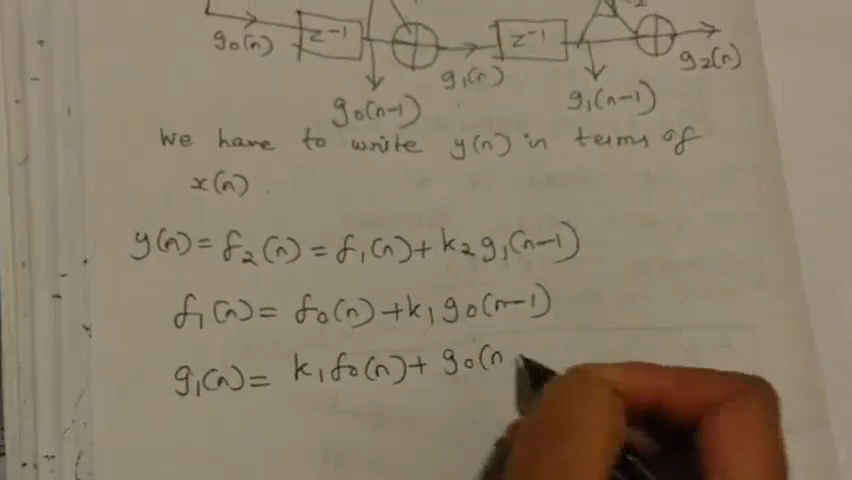 g0(n) z-1 g1(n) z-1 g2(n)
g0(n-1) g1(n-1)
We have to write y(n) in terms of
x(n).
y(n) = f2(n) = f1(n) + k2 g1(n-1)
f1(n) = f0(n) + k1 g0(n-1)
g1(n) = k1 f0(n) + g0(n